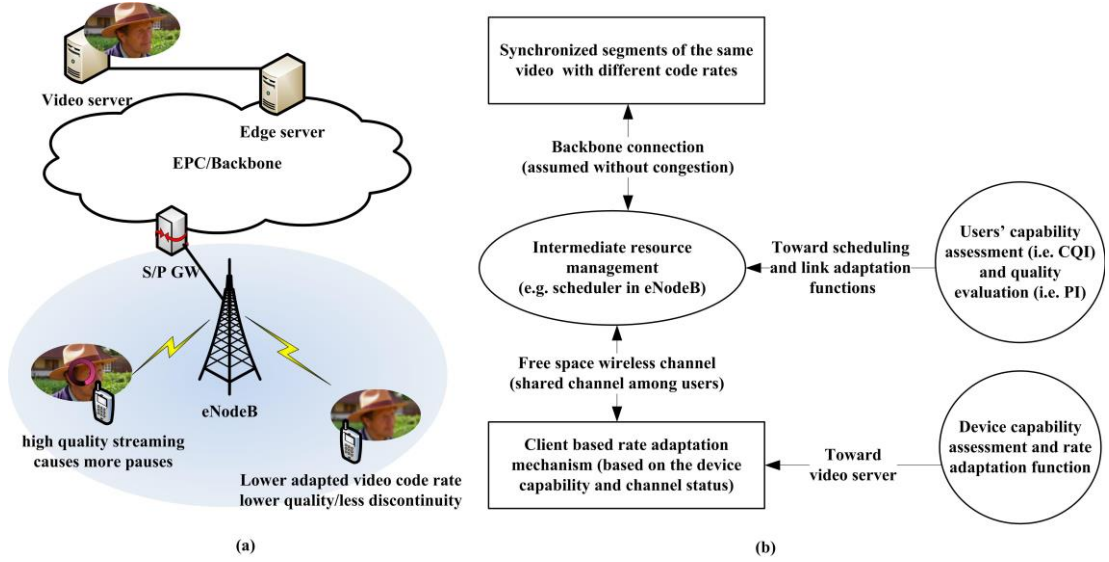 Video server
Edge server
EPC/Backbone
S/P GW
eNodeB
high quality streaming
causes more pauses
Lower adapted video code rate
lower quality/less discontinuity
(a)
Synchronized segments of the same
video with different code rates
Backbone connection
(assumed without congestion)
Intermediate resource
management
(e.g. scheduler in eNodeB)
Toward scheduling
and link adaptation
functions
Users' capability
assessment (i.e. CQI)
and quality
evaluation (i.e. PI)
Free space wireless channel
(shared channel among users)
Client based rate adaptation
mechanism (based on the device
capability and channel status)
Toward
video server
Device capability
assessment and rate
adaptation function
(b)